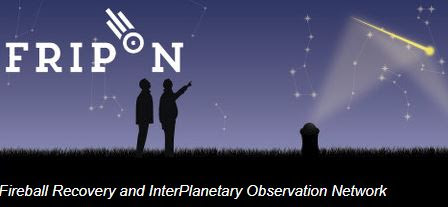 FRIPON
Fireball Recovery and InterPlanetary Observation Network